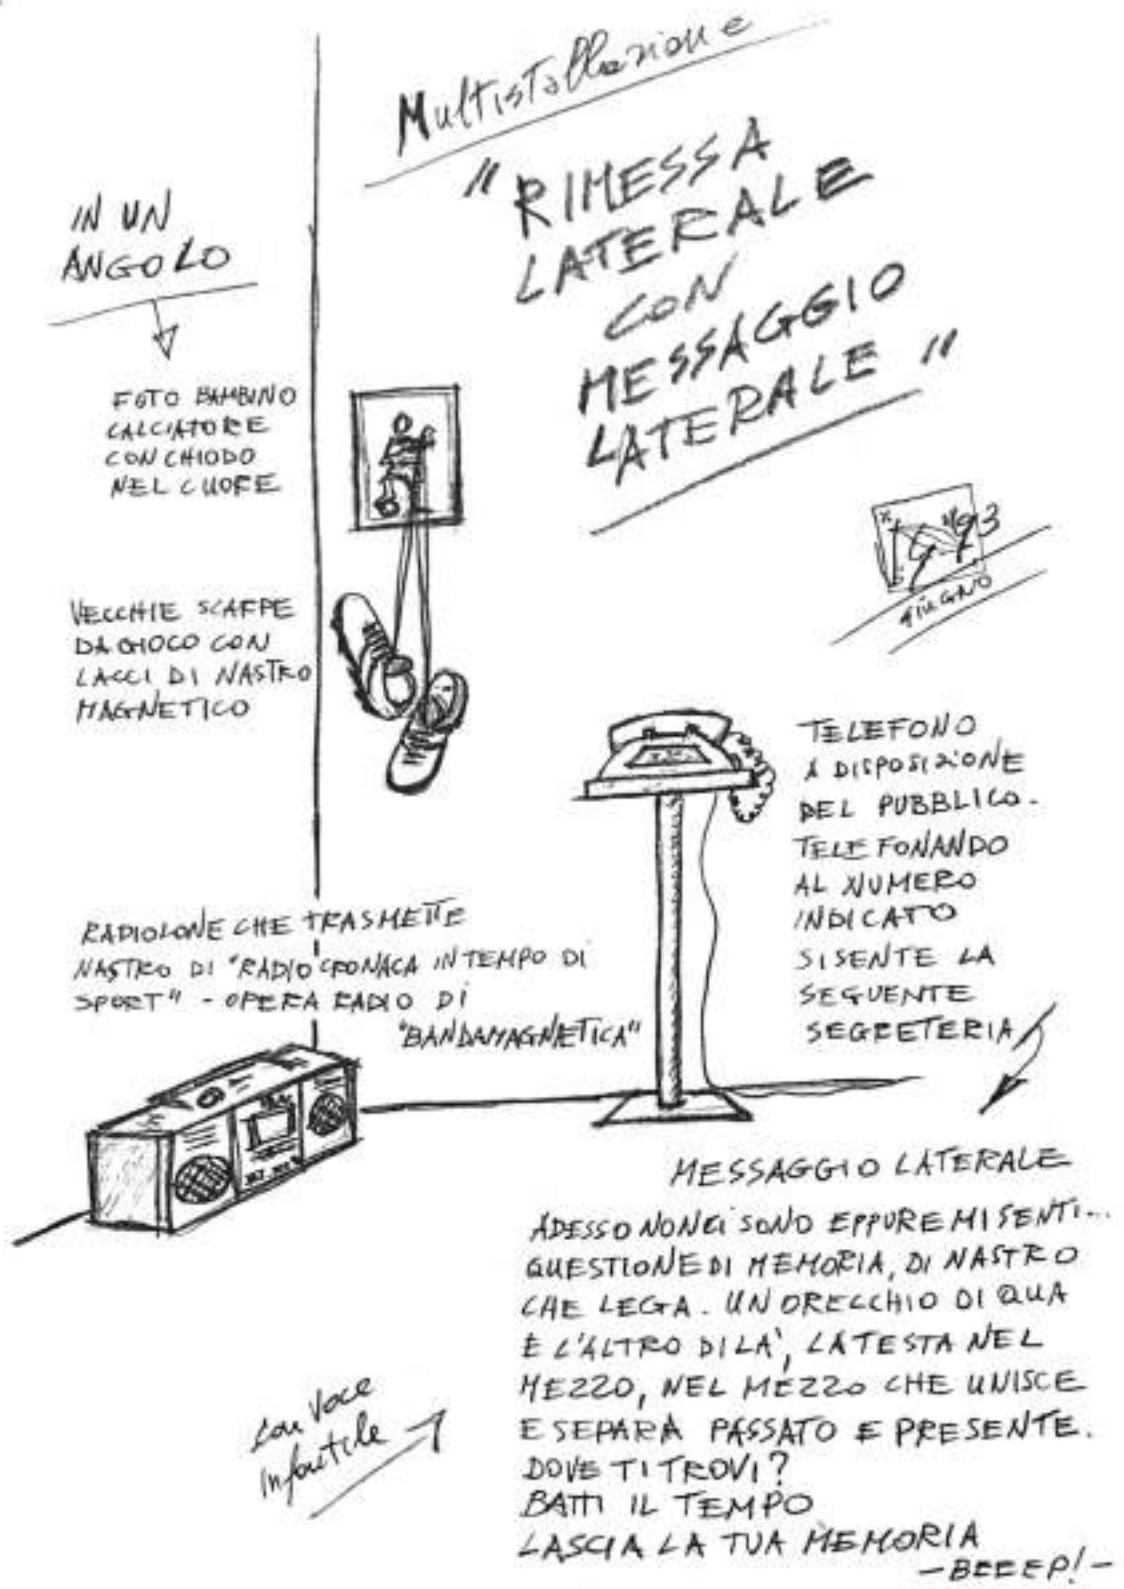 Multistallazione
"RIMESSA
LATERALE
CON
MESSAGGIO
LATERALE"
IN UN
ANGOLO
FOTO BAMBINO
CALCIATORE
CON CHIODO
NEL CUORE
1993
GIUGNO
VECCHIE SCARPE
DA GIOCO CON
LACCI DI NASTRO
MAGNETICO
TELEFONO
A DISPOSIZIONE
DEL PUBBLICO.
TELEFONANDO
AL NUMERO
INDICATO
SI SENTE LA
SEGUENTE
SEGRETERIA
RADIOLONE CHE TRASMETTE
NASTRO DI "RADIOCRONACA IN TEMPO DI
SPORT" - OPERA RADIO DI
"BANDAMAGNETICA"
MESSAGGIO LATERALE
ADESSO NON CI SONO EPPURE MI SENTI...
QUESTIONE DI MEMORIA, DI NASTRO
CHE LEGA. UN ORECCHIO DI QUA
E L'ALTRO DI LA', LA TESTA NEL
MEZZO, NEL MEZZO CHE UNISCE
E SEPARA PASSATO E PRESENTE.
DOVE TI TROVI?
BATTI IL TEMPO
LASCIA LA TUA MEMORIA
-BEEEP!-
con voce
infantile